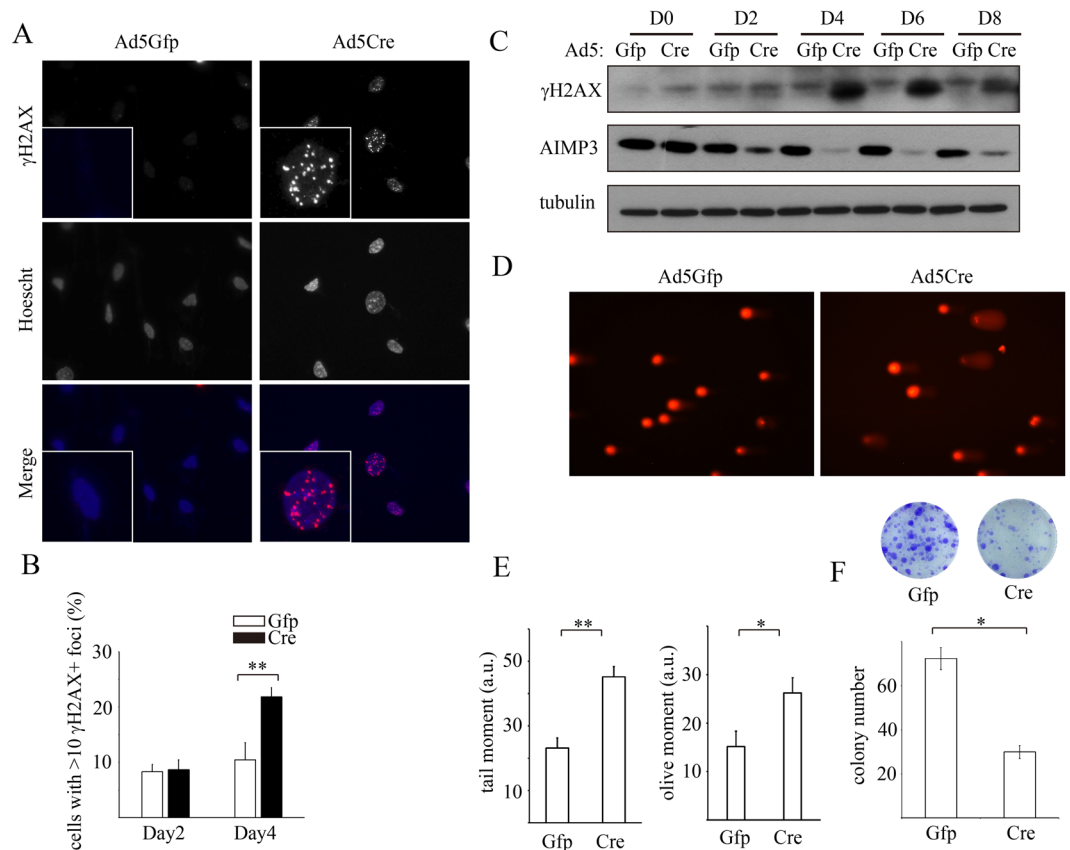 A
Ad5Gfp Ad5Cre
γH2AX
Hoescht
Merge
B
cells with >10 γH2AX+ foci (%)
Gfp
Cre
30
20
10
**
Day2 Day4
C
D0 D2 D4 D6 D8
Ad5: Gfp Cre Gfp Cre Gfp Cre Gfp Cre Gfp Cre
γH2AX
AIMP3
tubulin
D
Ad5Gfp Ad5Cre
E
tail moment (a.u.)
50
30
10
**
Gfp Cre
olive moment (a.u.)
30
20
10
*
Gfp Cre
F
Gfp Cre
colony number
60
40
20
*
Gfp Cre